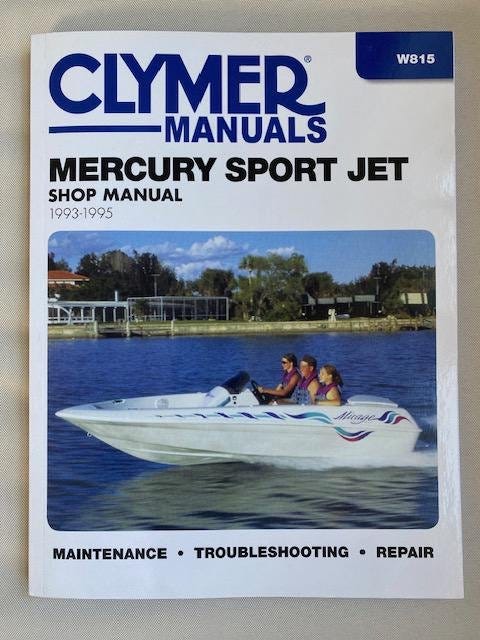 W815
CLYMER®
MANUALS
MERCURY SPORT JET
SHOP MANUAL
1993-1995
Mirage
MAINTENANCE • TROUBLESHOOTING • REPAIR